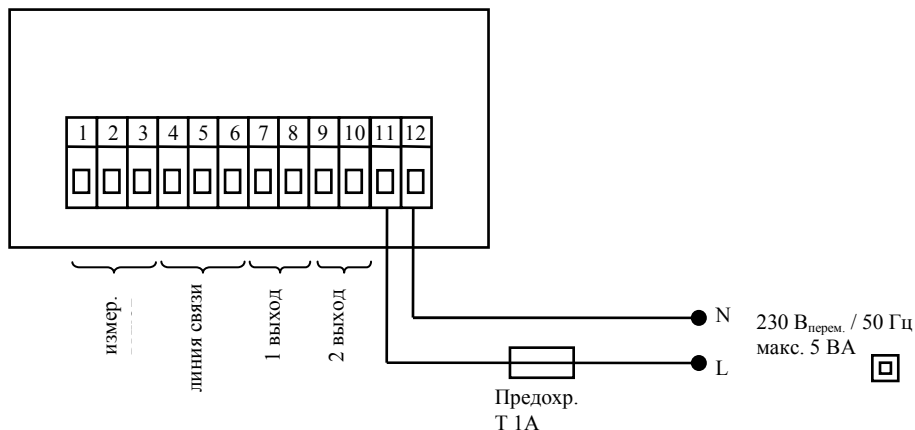 1 2 3 4 5 6 7 8 9 10 11 12
измер.
линия связи
1 выход
2 выход
N
L
230 Вперем. / 50 Гц
макс. 5 ВА
Предохр.
Т 1А